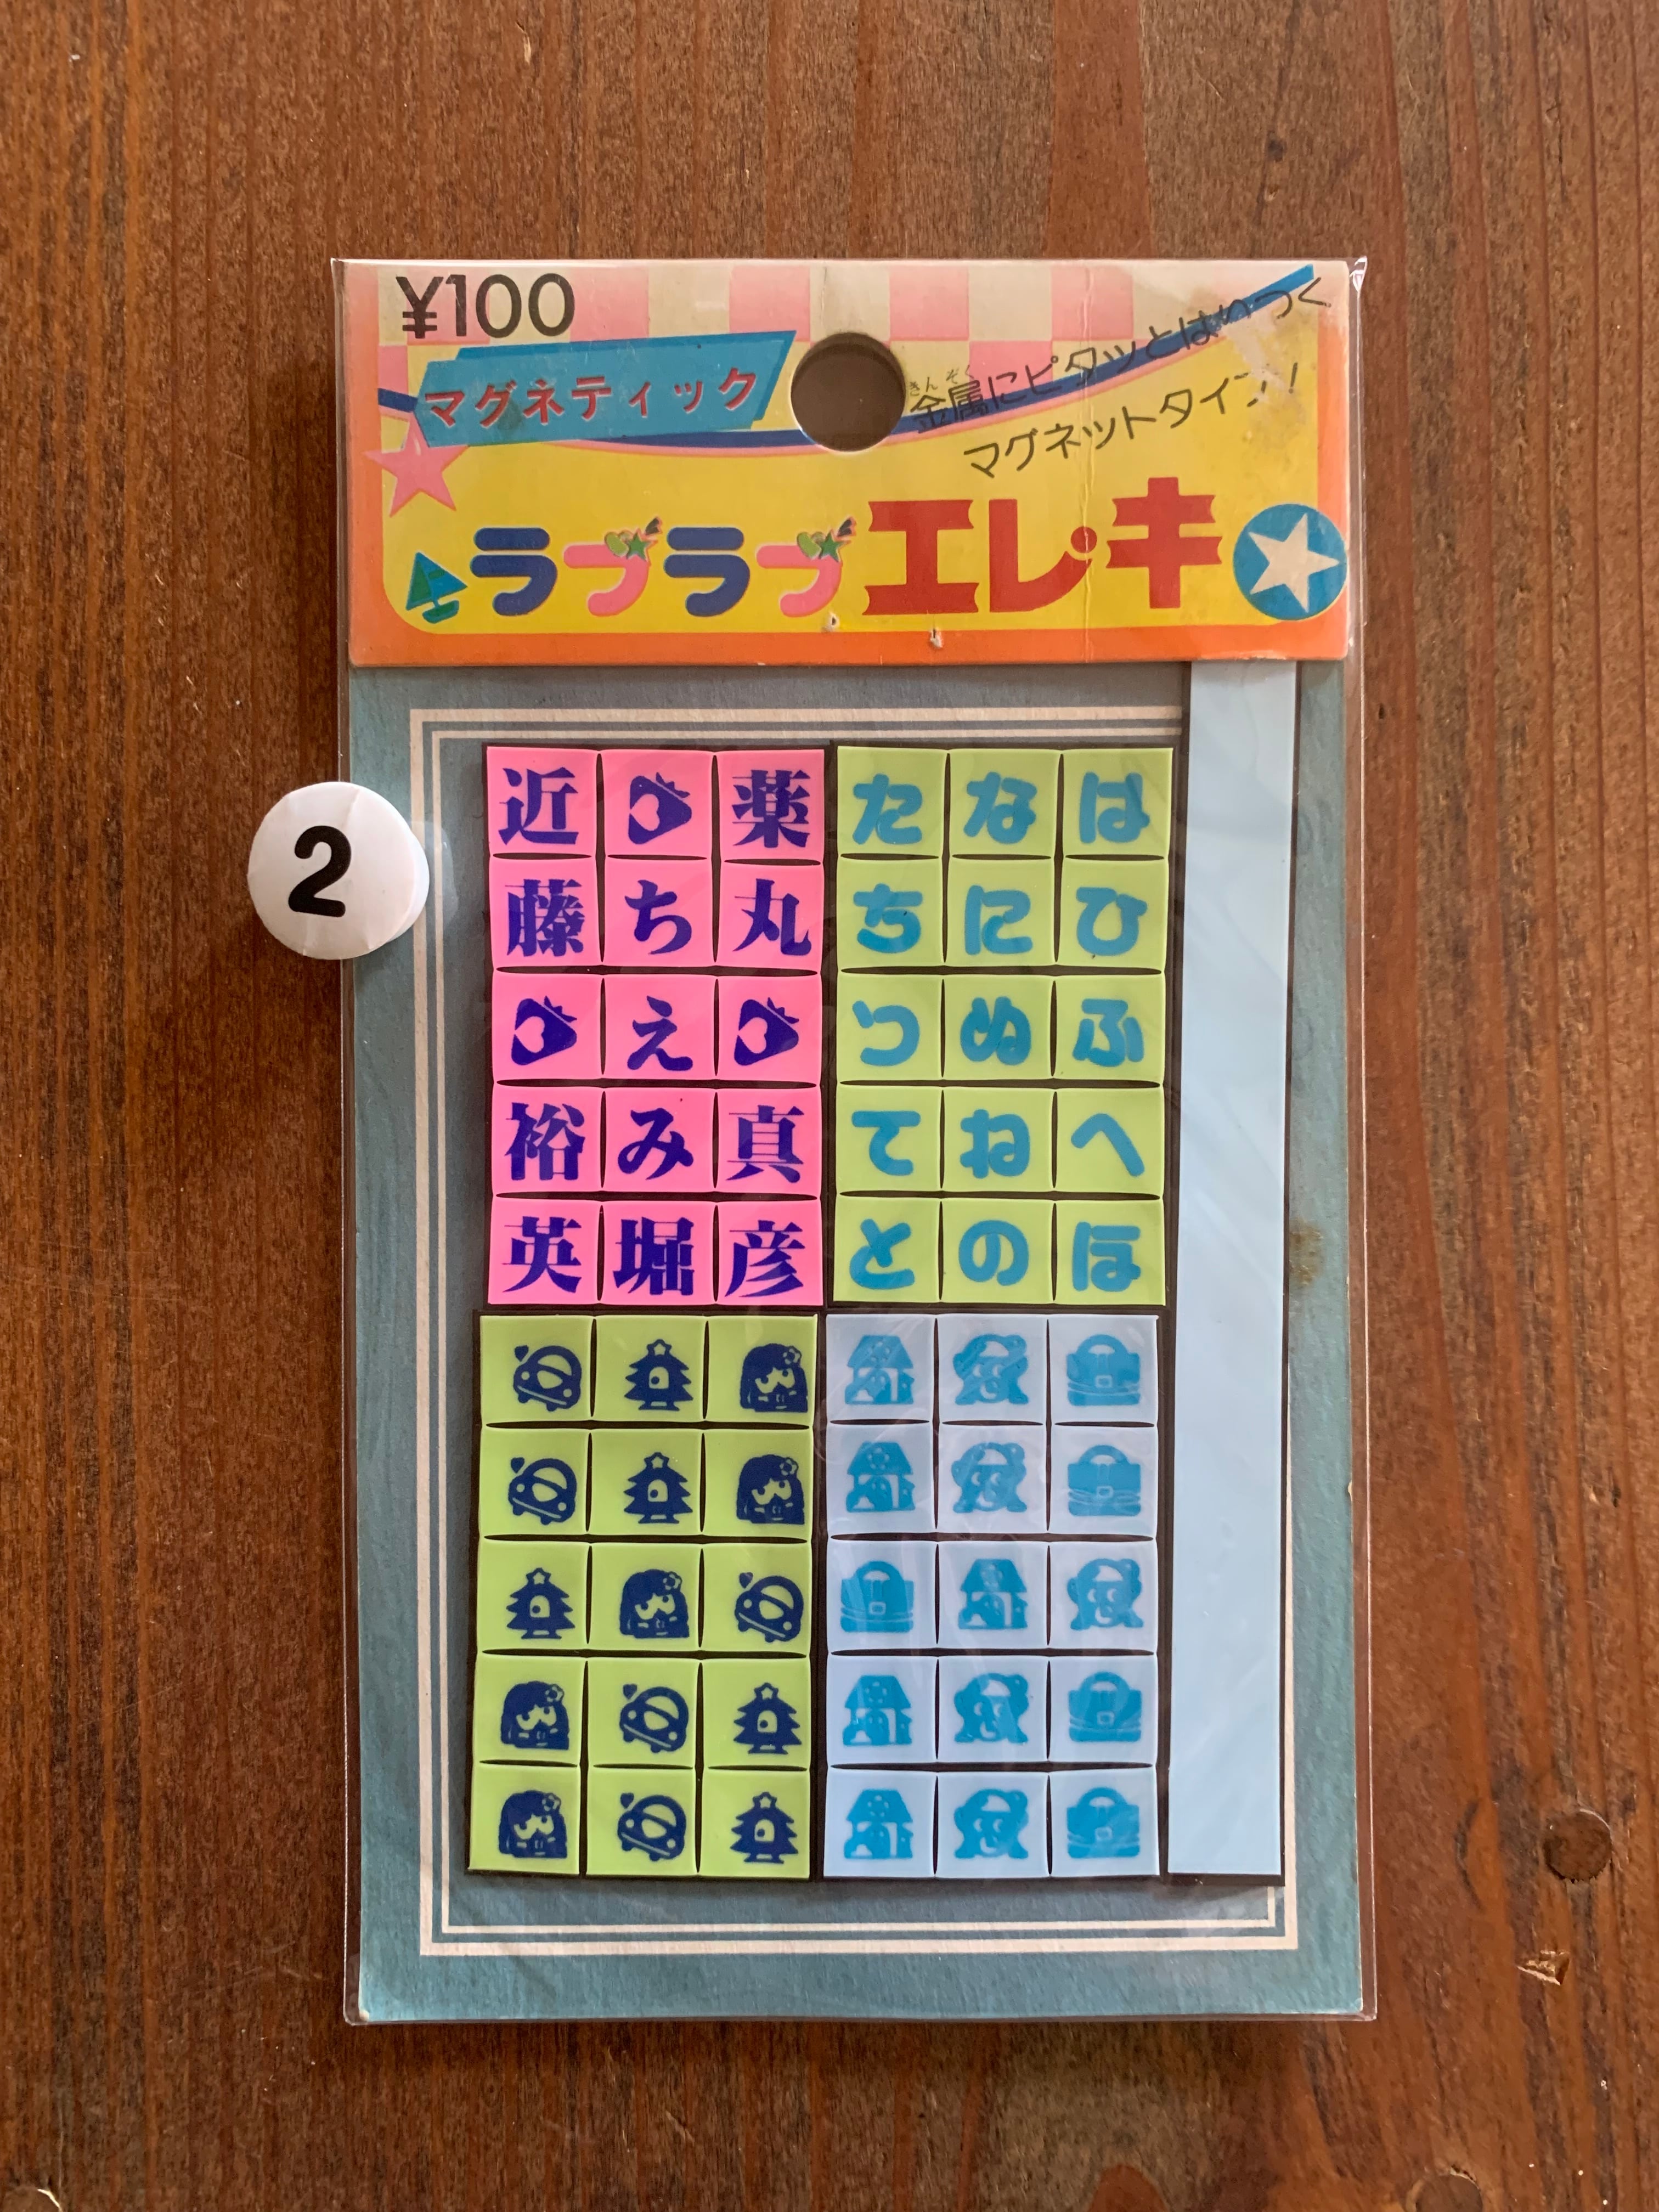 ¥100
マグネティック
金属にピタッとはりつく
きんぞく
マグネットタイプ!
ラブラブエレキ
2
近 薬
藤 ち 丸
え
裕 み 真
英 堀 彦
た な は
ち に ひ
つ ぬ ふ
て ね へ
と の ほ